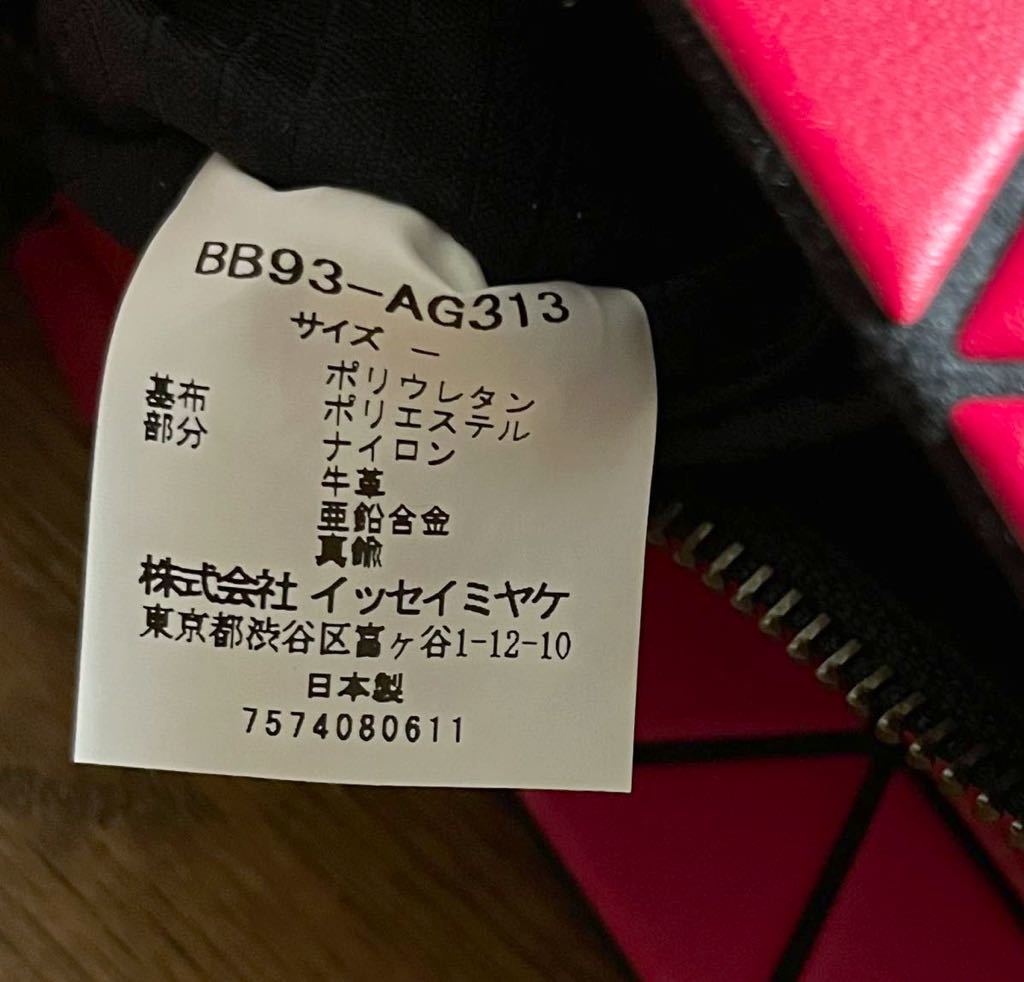 BB93-AG313
サイズ -
ポリウレタン
基布 ポリエステル
部分 ナイロン
牛革
亜鉛合金
真鍮
株式会社 イッセイミヤケ
東京都渋谷区富ヶ谷1-12-10
日本製
7574080611